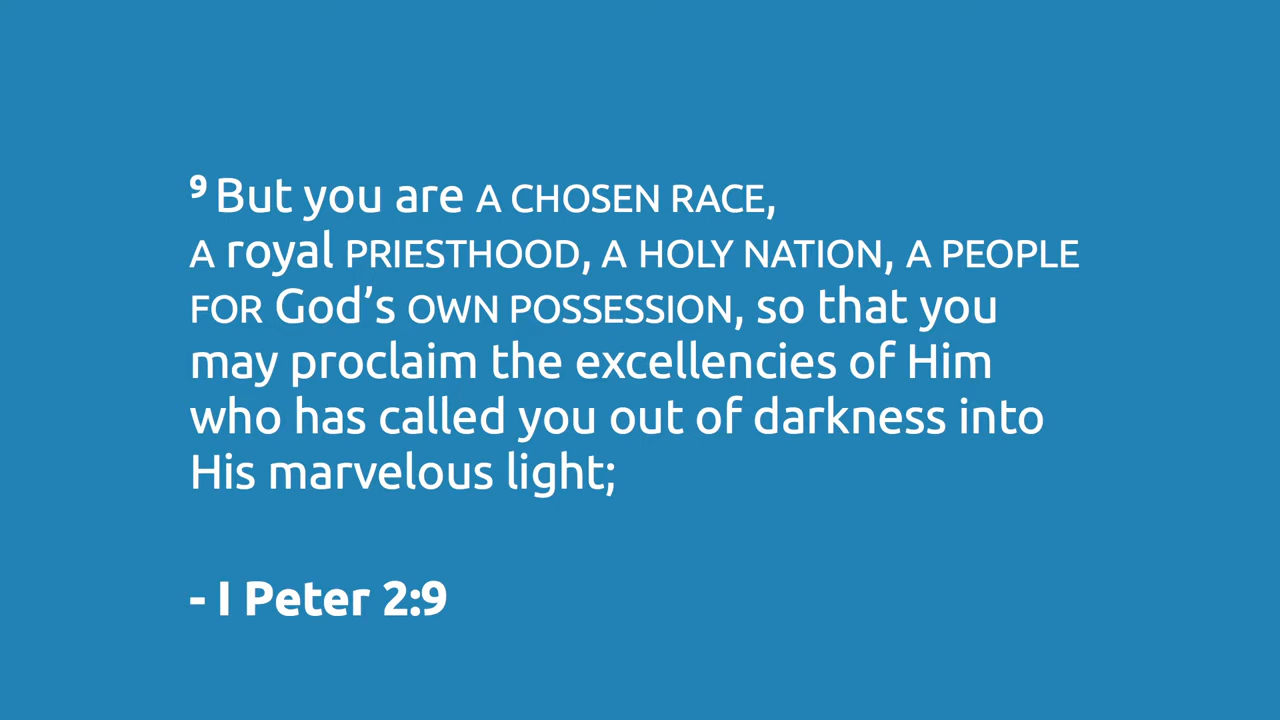 9 But you are A CHOSEN RACE,
A royal PRIESTHOOD, A HOLY NATION, A PEOPLE
FOR God’s OWN POSSESSION, so that you
may proclaim the excellencies of Him
who has called you out of darkness into
His marvelous light;
- I Peter 2:9